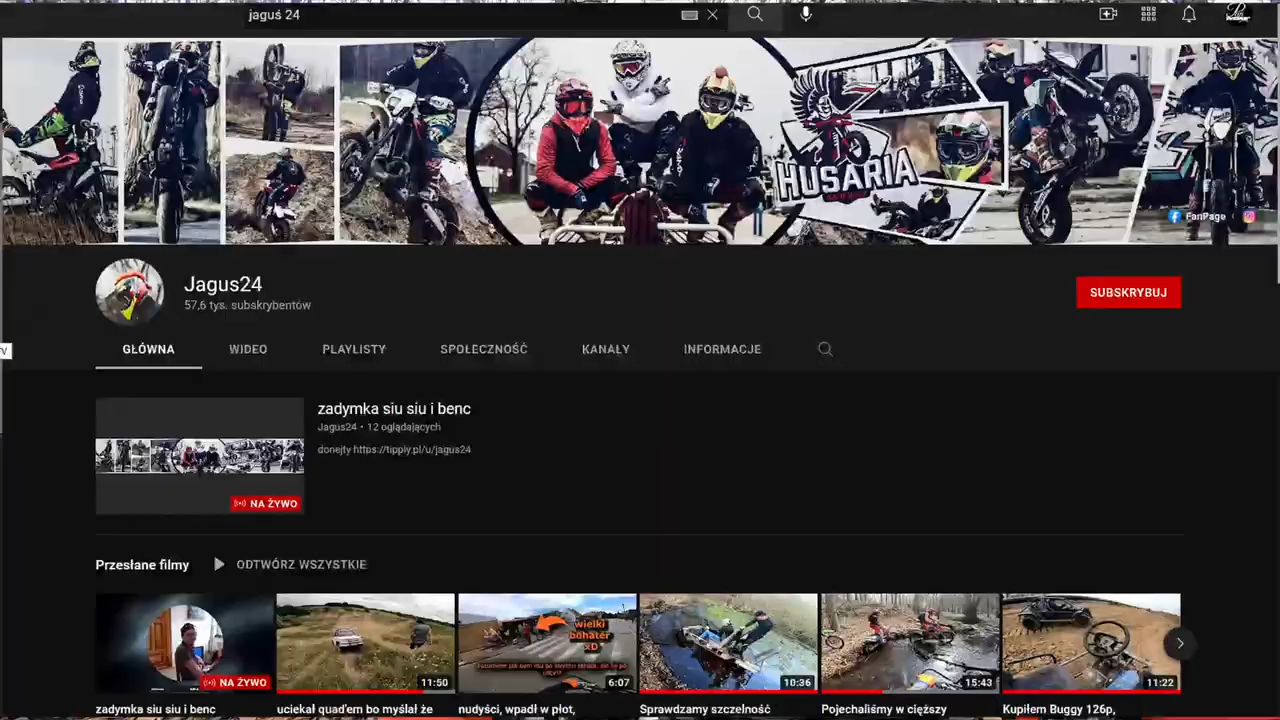 jaguś 24
HUSARIA
FanPage
Jagus24
57,6 tys. subskrybentów
SUBSKRYBUJ
GŁÓWNA
WIDEO
PLAYLISTY
SPOŁECZNOŚĆ
KANAŁY
INFORMACJE
zadymka siu siu i benc
Jagus24 • 12 oglądających
donejty https://tipply.pl/u/jagus24
NA ŻYWO
Przesłane filmy
ODTWÓRZ WSZYSTKIE
NA ŻYWO
11:50
wielki
bohater
XD
6:07
10:36
15:43
11:22
zadymka siu siu i benc
uciekał quad'em bo myślał że
nudyści, wpadł w płot,
Sprawdzamy szczelność
Pojechaliśmy w cięższy
Kupiłem Buggy 126p,